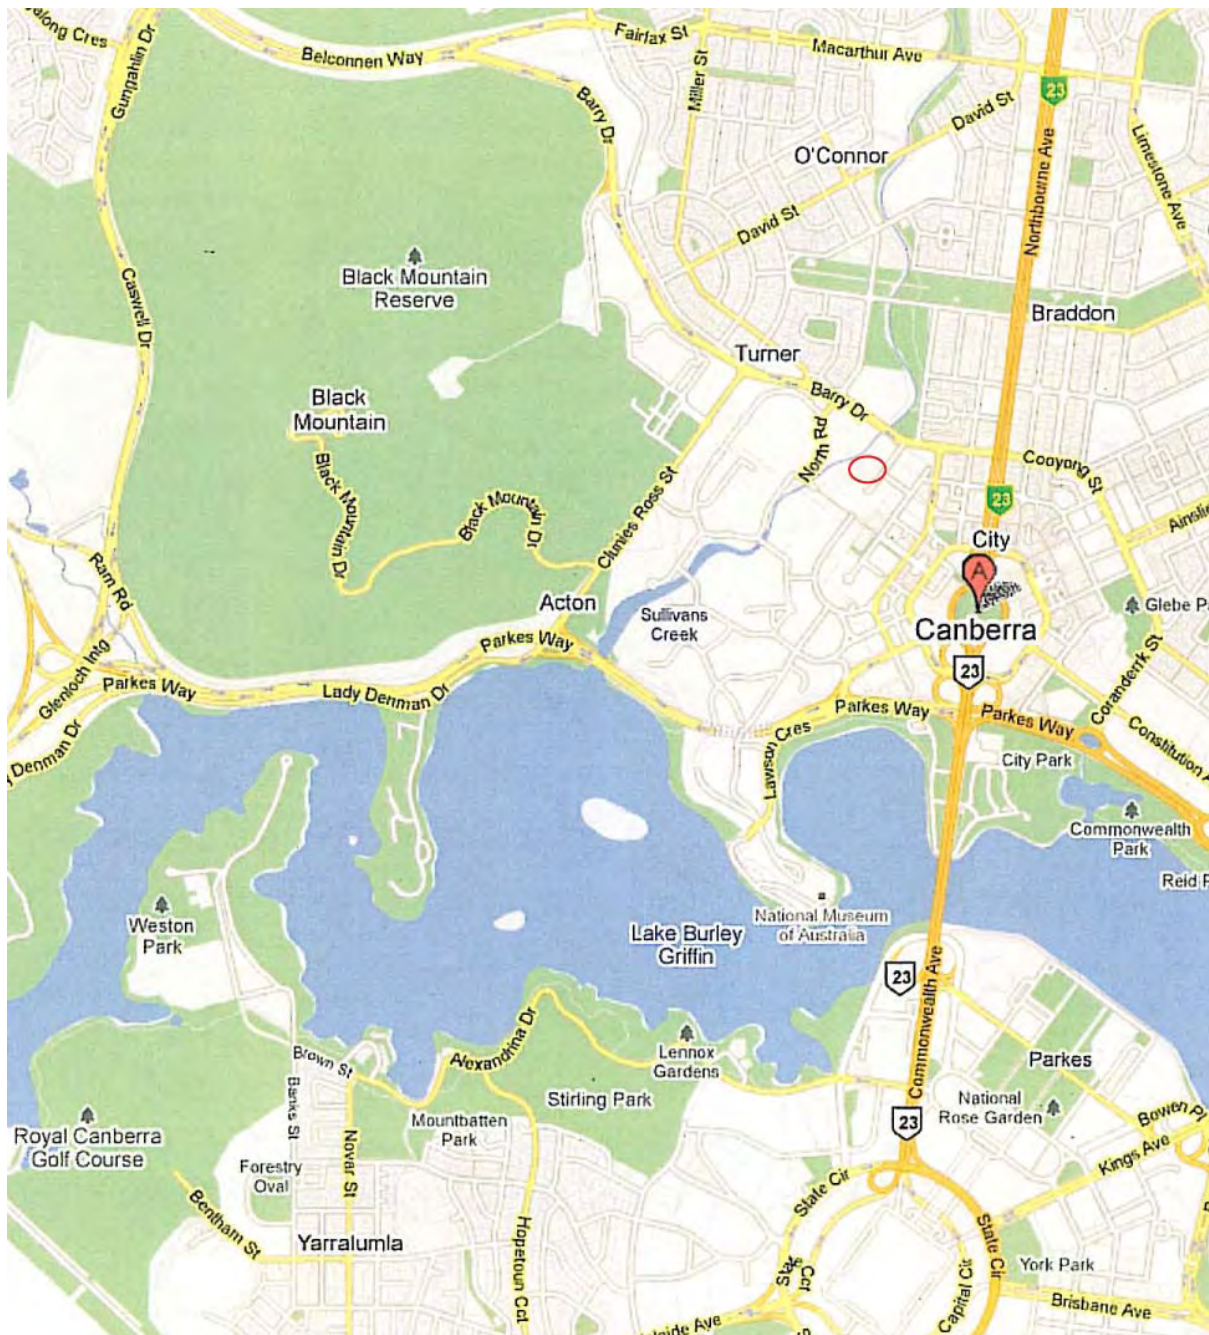 Gungahlin Dr
Belconnen Way
Fairfax St
Macarthur Ave
Miller St
Barry Dr
23
David St
O'Connor
Limestone Ave
Northbourne Ave
David St
Black Mountain
Reserve
Caswell Dr
Braddon
Turner
Barry Dr
Black
Mountain
North Rd
Cooyong St
Black Mountain Dr
Black Mountain Dr
Clunies Ross St
23
City
A
Ram Rd
Acton
Sullivans
Creek
Canberra
Parkes Way
23
Glenloch Intg
Parkes Way
Lady Denman Dr
Parkes Way
Parkes Way
Coranderrk St
Denman Dr
Lawson Cres
City Park
Constitution A
Commonwealth
Park
Reid P
Weston
Park
National Museum
of Australia
Lake Burley
Griffin
23
Commonwealth Ave
Alexandrina Dr
Lennox
Gardens
Parkes
Brown St
Banks St
Stirling Park
National
Rose Garden
Mountbatten
Park
23
Bowen Pl
Royal Canberra
Golf Course
Novar St
Kings Ave
Forestry
Oval
State Cir
Bentham St
Hopetoun Cct
State Cir
Yarralumla
York Park
Capital Cir
Brisbane Ave